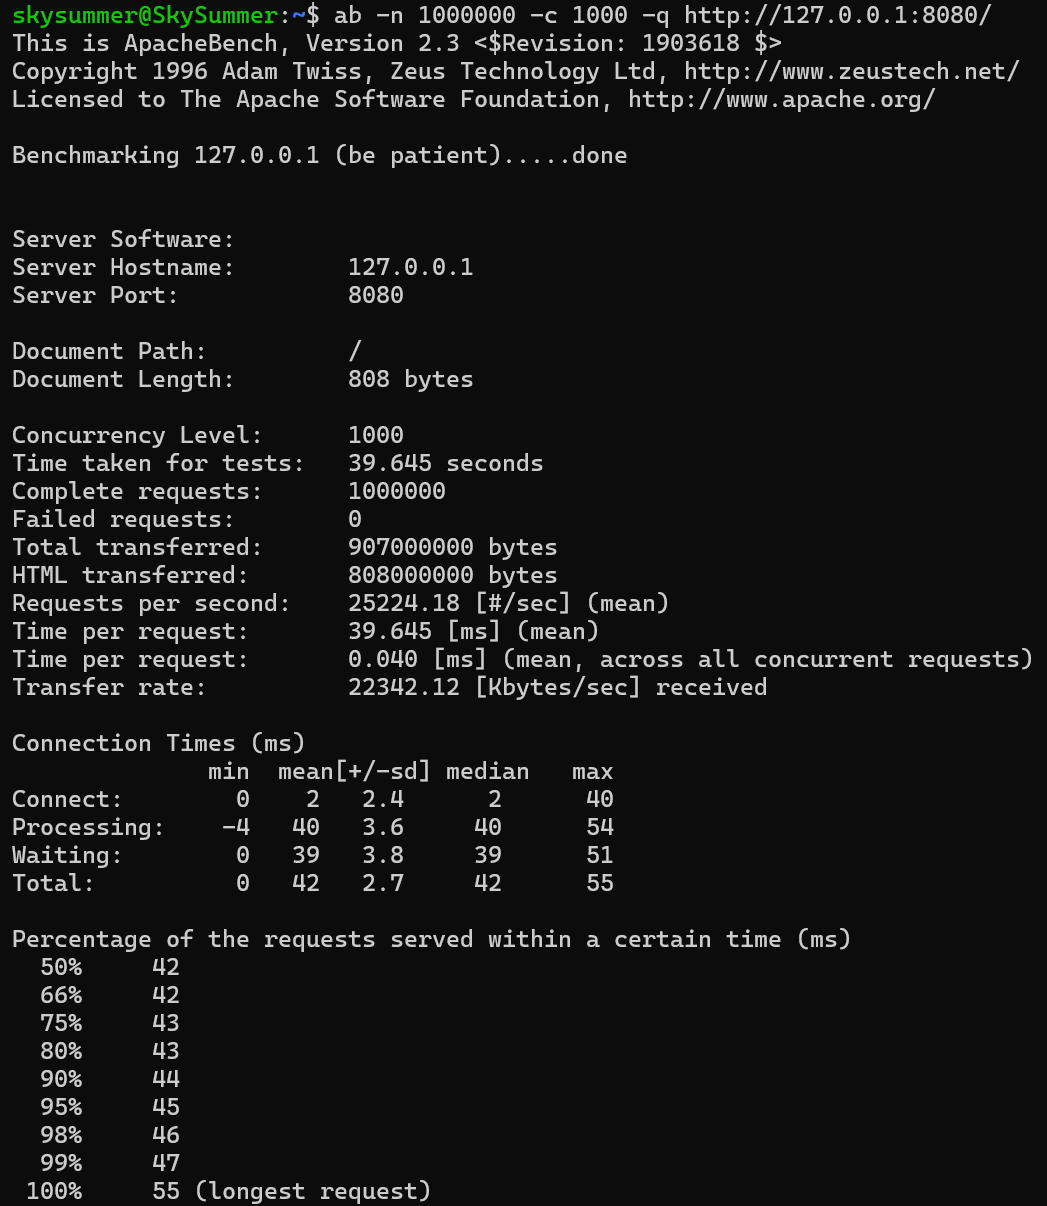 skysummer@SkySummer:~$ ab -n 1000000 -c 1000 -q http://127.0.0.1:8080/
This is ApacheBench, Version 2.3 <$Revision: 1903618 $>
Copyright 1996 Adam Twiss, Zeus Technology Ltd, http://www.zeustech.net/
Licensed to The Apache Software Foundation, http://www.apache.org/

Benchmarking 127.0.0.1 (be patient).....done


Server Software:
Server Hostname:        127.0.0.1
Server Port:            8080

Document Path:          /
Document Length:        808 bytes

Concurrency Level:      1000
Time taken for tests:   39.645 seconds
Complete requests:      1000000
Failed requests:        0
Total transferred:      907000000 bytes
HTML transferred:       808000000 bytes
Requests per second:    25224.18 [#/sec] (mean)
Time per request:       39.645 [ms] (mean)
Time per request:       0.040 [ms] (mean, across all concurrent requests)
Transfer rate:          22342.12 [Kbytes/sec] received

Connection Times (ms)
              min  mean[+/-sd] median   max
Connect:        0    2   2.4      2      40
Processing:    -4   40   3.6     40      54
Waiting:        0   39   3.8     39      51
Total:          0   42   2.7     42      55

Percentage of the requests served within a certain time (ms)
  50%     42
  66%     42
  75%     43
  80%     43
  90%     44
  95%     45
  98%     46
  99%     47
 100%     55 (longest request)